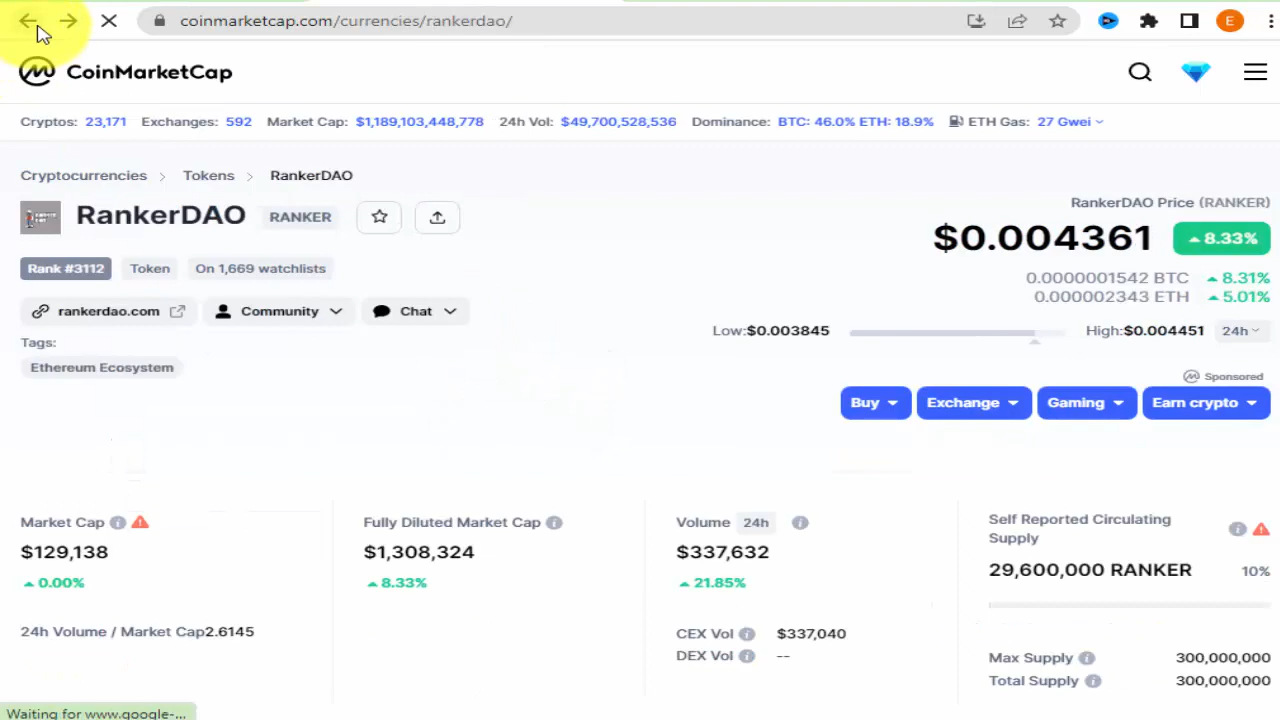 coinmarketcap.com/currencies/rankerdao/
E
CoinMarketCap
Cryptos: 23,171 Exchanges: 592 Market Cap: $1,189,103,448,778 24h Vol: $49,700,528,536 Dominance: BTC: 46.0% ETH: 18.9% ETH Gas: 27 Gwei
Cryptocurrencies > Tokens > RankerDAO
RankerDAO RANKER
RankerDAO Price (RANKER)
$0.004361 8.33%
Rank #3112 Token On 1,669 watchlists
0.0000001542 BTC 8.31%
0.000002343 ETH 5.01%
rankerdao.com Community Chat
Low:$0.003845 High:$0.004451 24h
Tags:
Ethereum Ecosystem
Sponsored
Buy Exchange Gaming Earn crypto
Market Cap
$129,138
0.00%
24h Volume / Market Cap2.6145
Fully Diluted Market Cap
$1,308,324
8.33%
Volume 24h
$337,632
21.85%
CEX Vol $337,040
DEX Vol --
Self Reported Circulating
Supply
29,600,000 RANKER 10%
Max Supply 300,000,000
Total Supply 300,000,000
Waiting for www.google-...